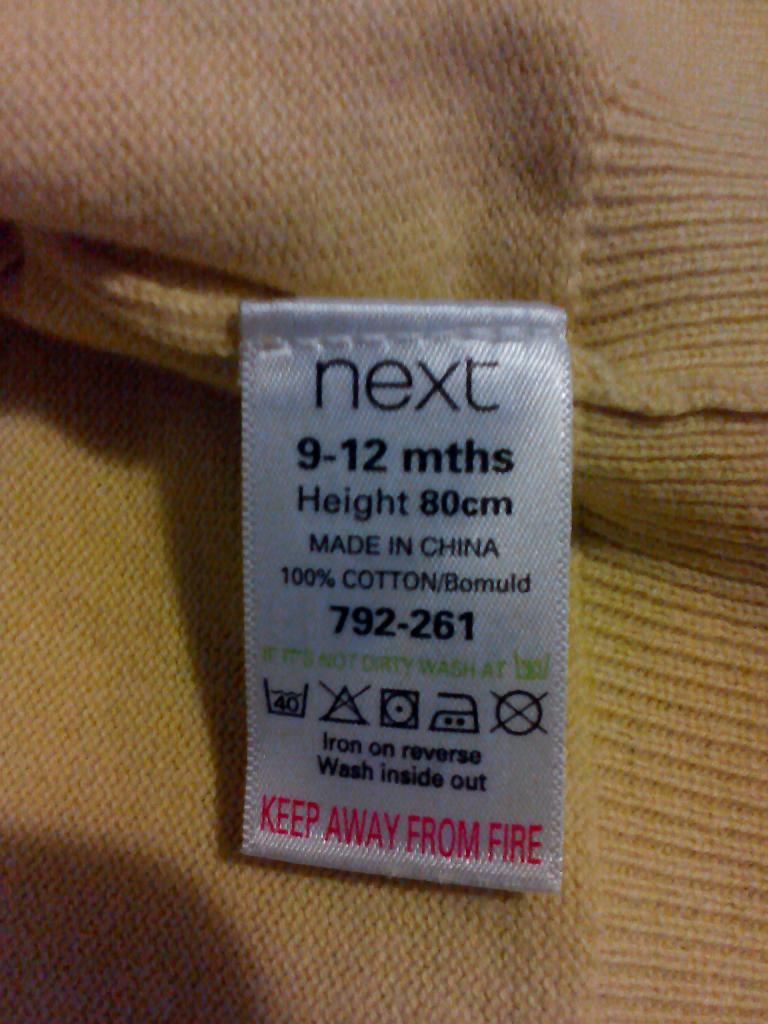 next
9-12 mths
Height 80cm
MADE IN CHINA
100% COTTON/Bomuld
792-261
IF IT'S NOT DIRTY WASH AT 30
40
Iron on reverse
Wash inside out
KEEP AWAY FROM FIRE